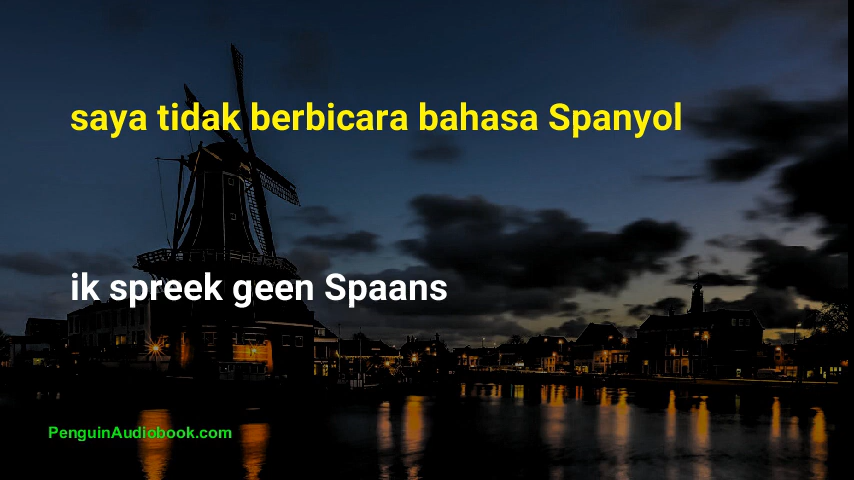 saya tidak berbicara bahasa Spanyol
ik spreek geen Spaans
PenguinAudiobook.com